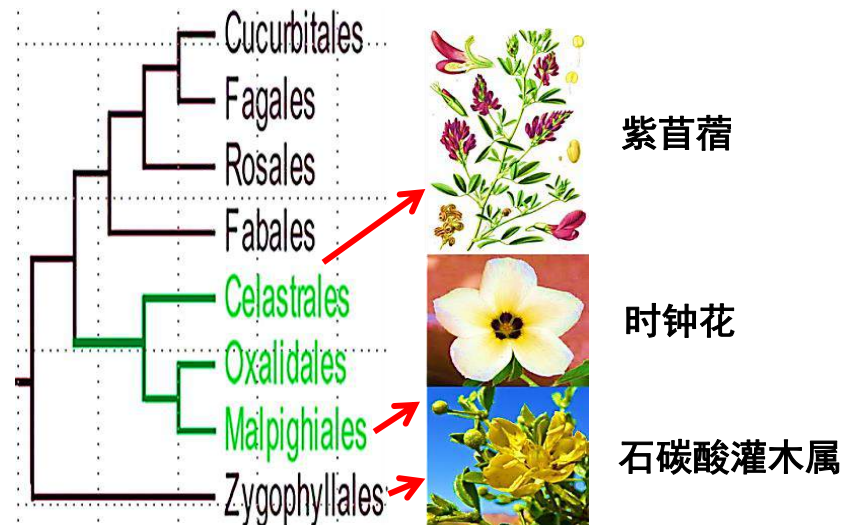 Cucurbitales
Fagales
Rosales
Fabales
Celastrales
Oxalidales
Malpighiales
Zygophyllales
紫苜蓿
时钟花
石碳酸灌木属